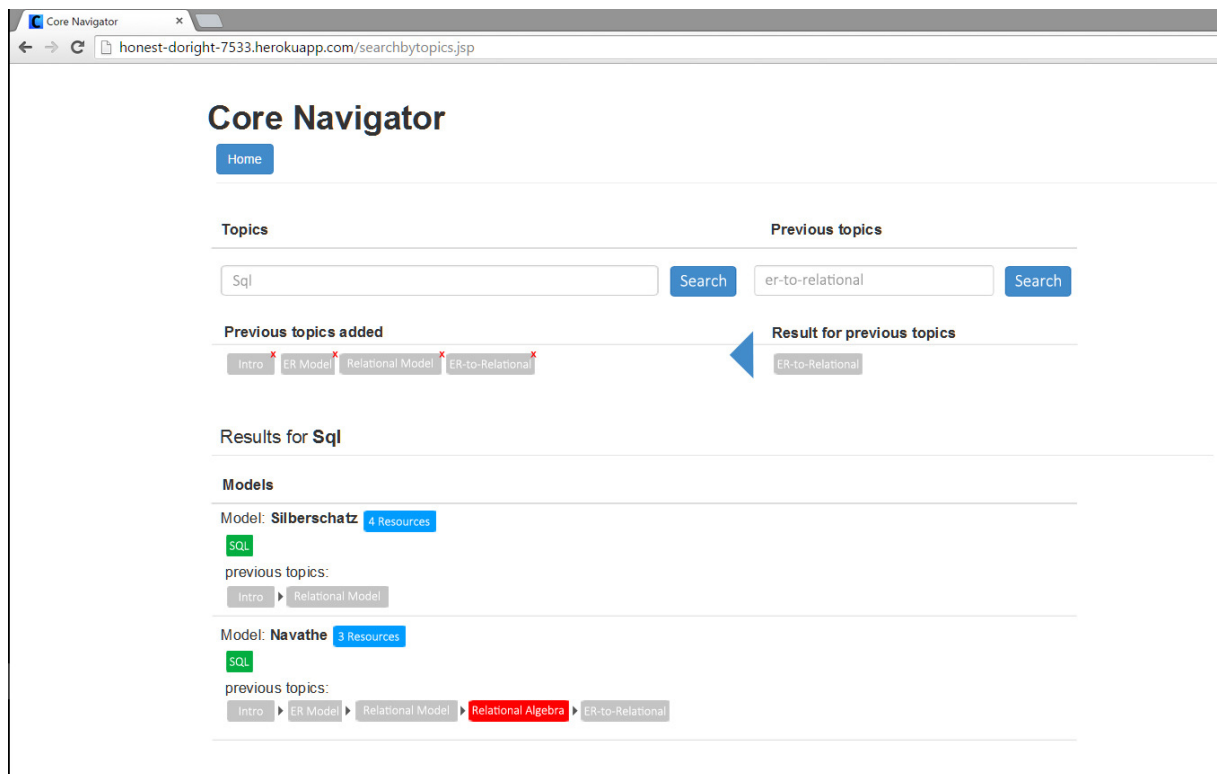 Core Navigator x
honest-doright-7533.herokuapp.com/searchbytopics.jsp
Core Navigator
Home
Topics Previous topics
Sql Search er-to-relational Search
Previous topics added Result for previous topics
Intro x ER Model x Relational Model x ER-to-Relational x ER-to-Relational
Results for Sql
Models
Model: Silberschatz 4 Resources
SQL
previous topics:
Intro Relational Model
Model: Navathe 3 Resources
SQL
previous topics:
Intro ER Model Relational Model Relational Algebra ER-to-Relational